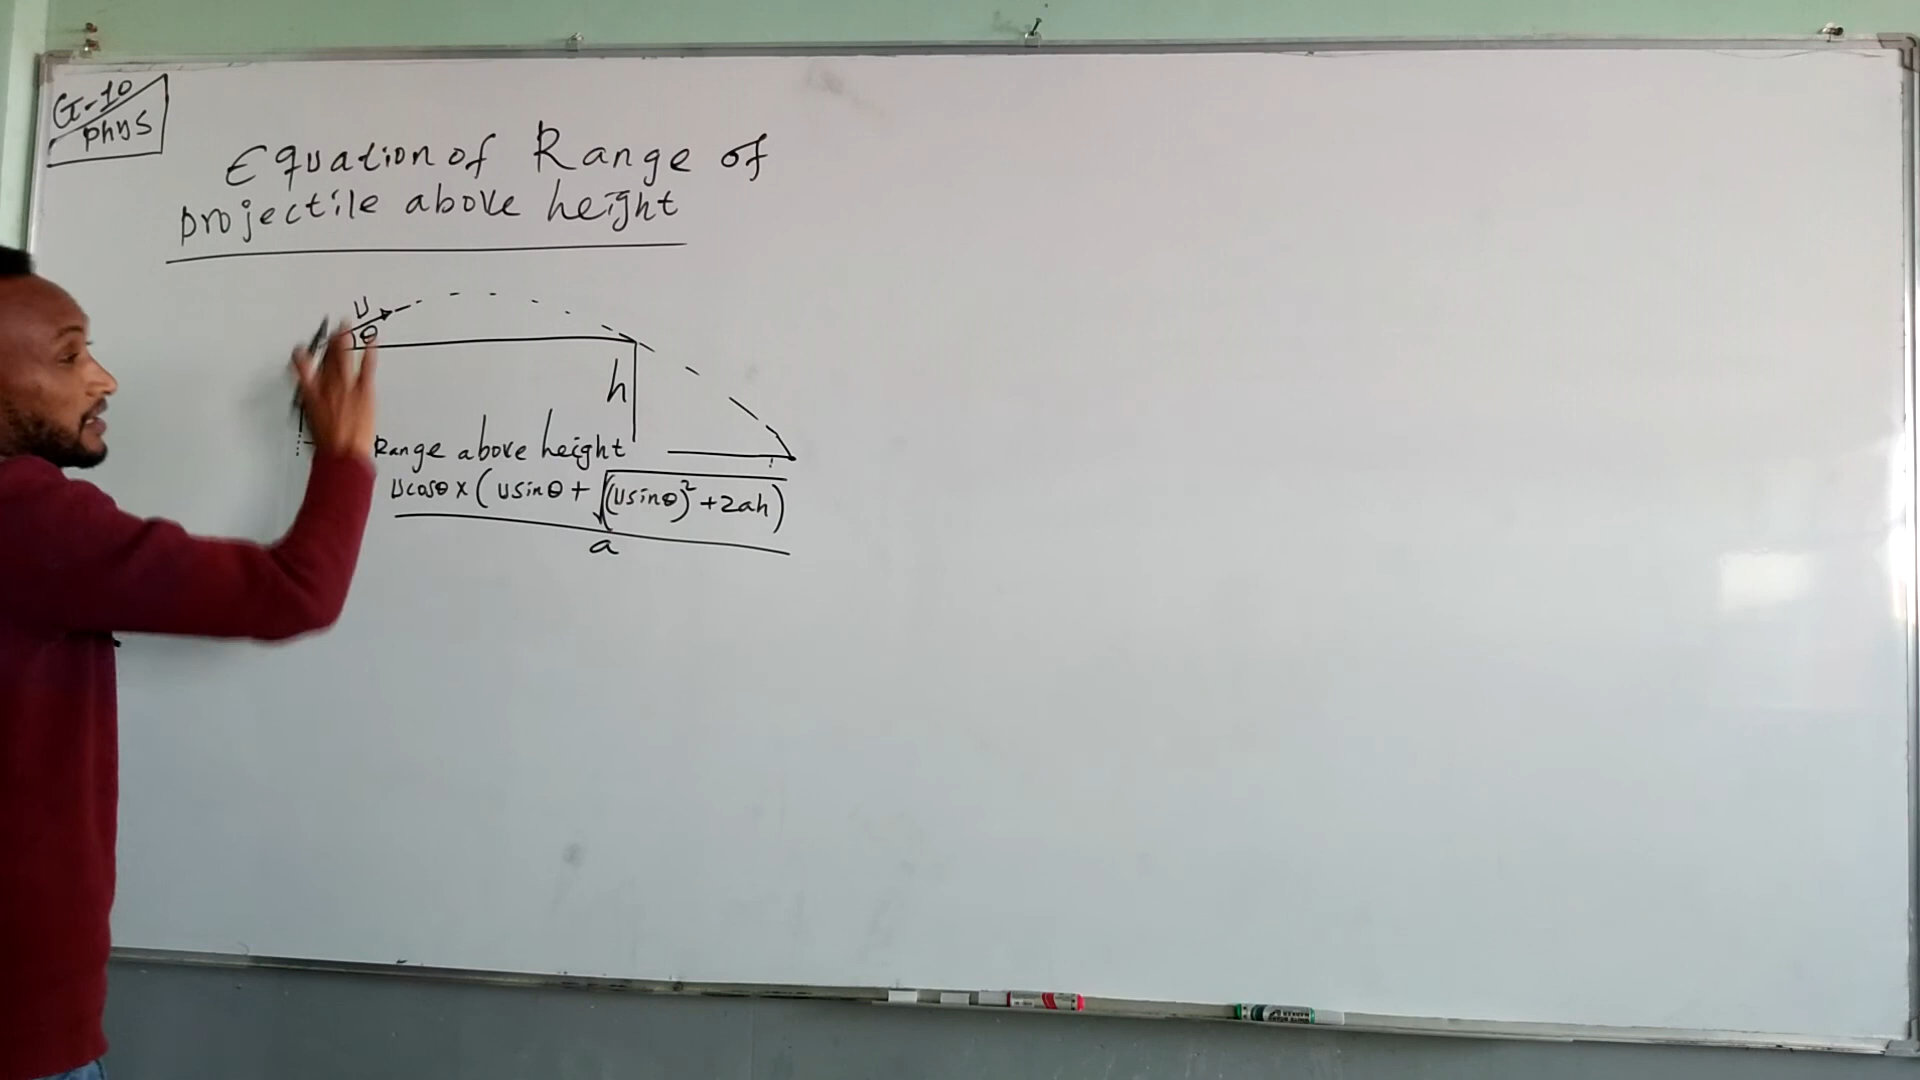 G-10
phys
Equation of Range of
projectile above height
U
θ
h
Range above height
Ucosθ x (Usinθ + √(Usinθ)² + 2ah)
a